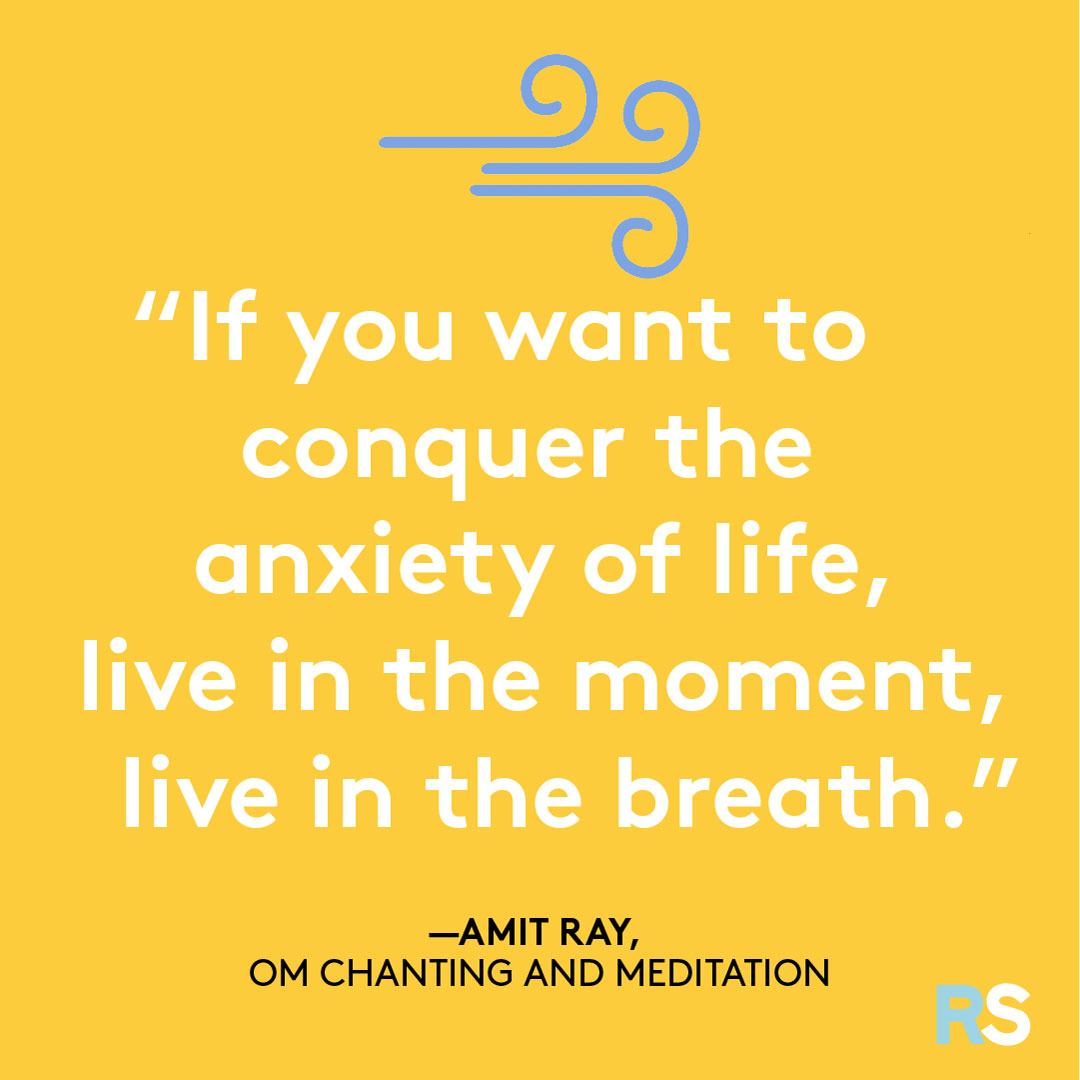 “If you want to
conquer the
anxiety of life,
live in the moment,
live in the breath.”
—AMIT RAY,
OM CHANTING AND MEDITATION
RS